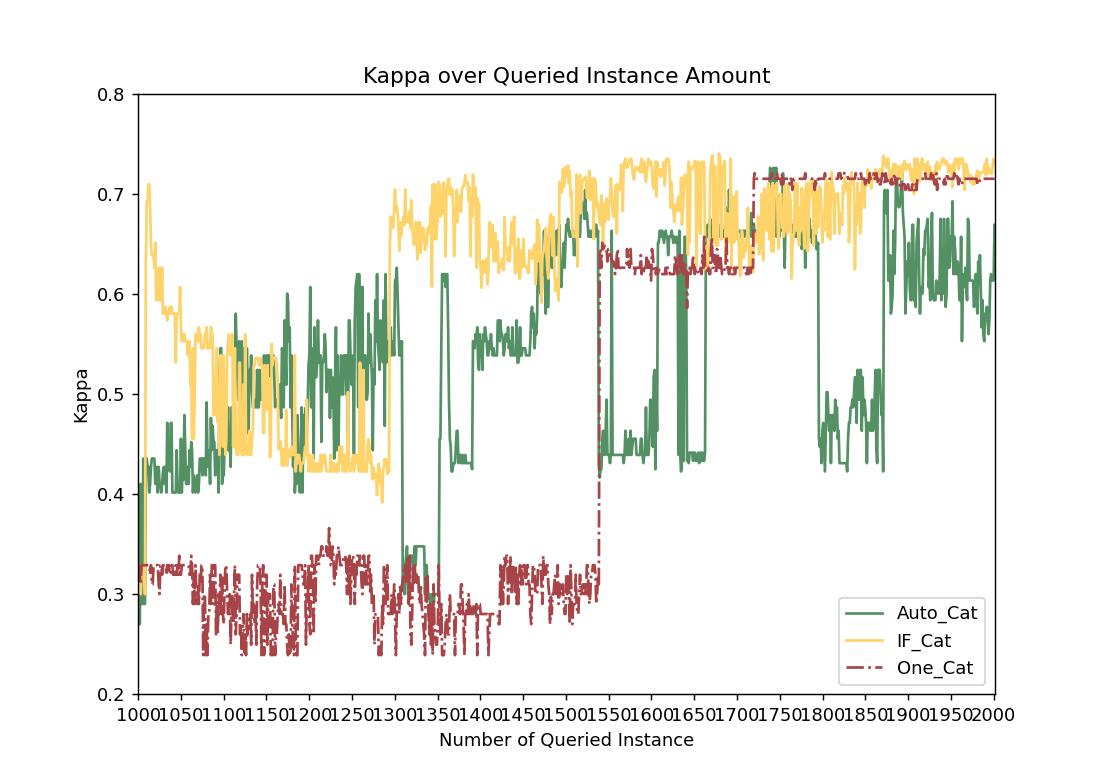 Kappa over Queried Instance Amount
0.8
0.7
0.6
0.5
0.4
0.3
0.2
Kappa
Auto_Cat
IF_Cat
One_Cat
1000 1050 1100 1150 1200 1250 1300 1350 1400 1450 1500 1550 1600 1650 1700 1750 1800 1850 1900 1950 2000
Number of Queried Instance